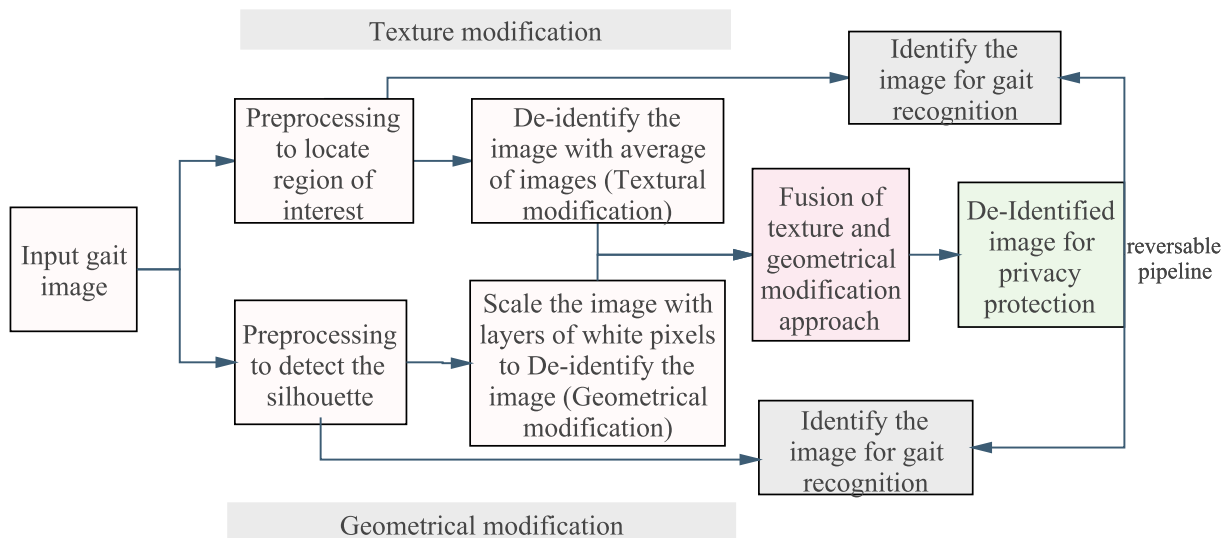 Texture modification
Identify the
image for gait
recognition
Preprocessing
to locate
region of
interest
De-identify the
image with average
of images (Textural
modification)
Input gait
image
Fusion of
texture and
geometrical
modification
approach
De-Identified
image for
privacy
protection
reversable
pipeline
Preprocessing
to detect the
silhouette
Scale the image with
layers of white pixels
to De-identify the
image (Geometrical
modification)
Identify the
image for gait
recognition
Geometrical modification